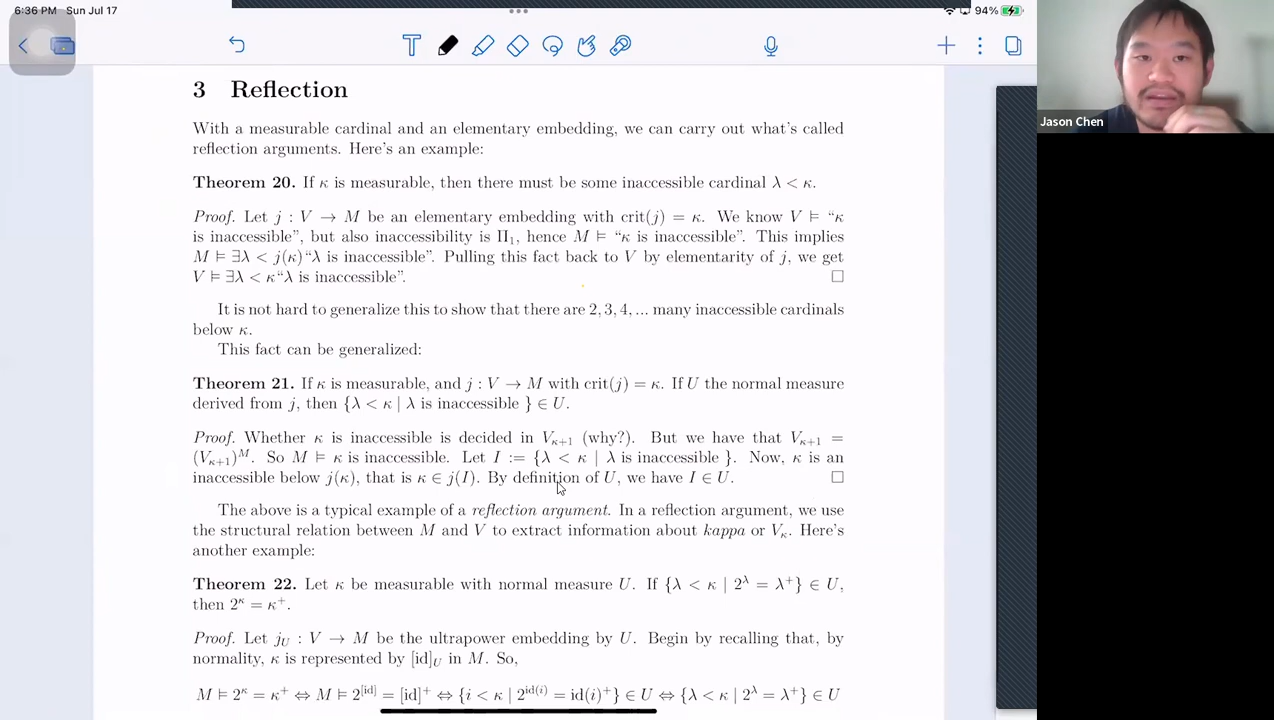 6:36 PM Sun Jul 17
94%
Jason Chen
3 Reflection
With a measurable cardinal and an elementary embedding, we can carry out what's called
reflection arguments. Here's an example:
Theorem 20. If κ is measurable, then there must be some inaccessible cardinal λ < κ.
Proof. Let j : V → M be an elementary embedding with crit(j) = κ. We know V ⊨ “κ
is inaccessible”, but also inaccessibility is Π₁, hence M ⊨ “κ is inaccessible”. This implies
M ⊨ ∃λ < j(κ)“λ is inaccessible”. Pulling this fact back to V by elementarity of j, we get
V ⊨ ∃λ < κ“λ is inaccessible”. □
It is not hard to generalize this to show that there are 2, 3, 4, ... many inaccessible cardinals
below κ.
This fact can be generalized:
Theorem 21. If κ is measurable, and j : V → M with crit(j) = κ. If U the normal measure
derived from j, then {λ < κ | λ is inaccessible } ∈ U.
Proof. Whether κ is inaccessible is decided in V_{κ+1} (why?). But we have that V_{κ+1} =
(V_{κ+1})^M. So M ⊨ κ is inaccessible. Let I := {λ < κ | λ is inaccessible }. Now, κ is an
inaccessible below j(κ), that is κ ∈ j(I). By definition of U, we have I ∈ U. □
The above is a typical example of a reflection argument. In a reflection argument, we use
the structural relation between M and V to extract information about kappa or V_κ. Here's
another example:
Theorem 22. Let κ be measurable with normal measure U. If {λ < κ | 2^λ = λ⁺} ∈ U,
then 2^κ = κ⁺.
Proof. Let j_U : V → M be the ultrapower embedding by U. Begin by recalling that, by
normality, κ is represented by [id]_U in M. So,
M ⊨ 2^κ = κ⁺ ⇔ M ⊨ 2^{[id]} = [id]⁺ ⇔ {i < κ | 2^{id(i)} = id(i)⁺} ∈ U ⇔ {λ < κ | 2^λ = λ⁺} ∈ U